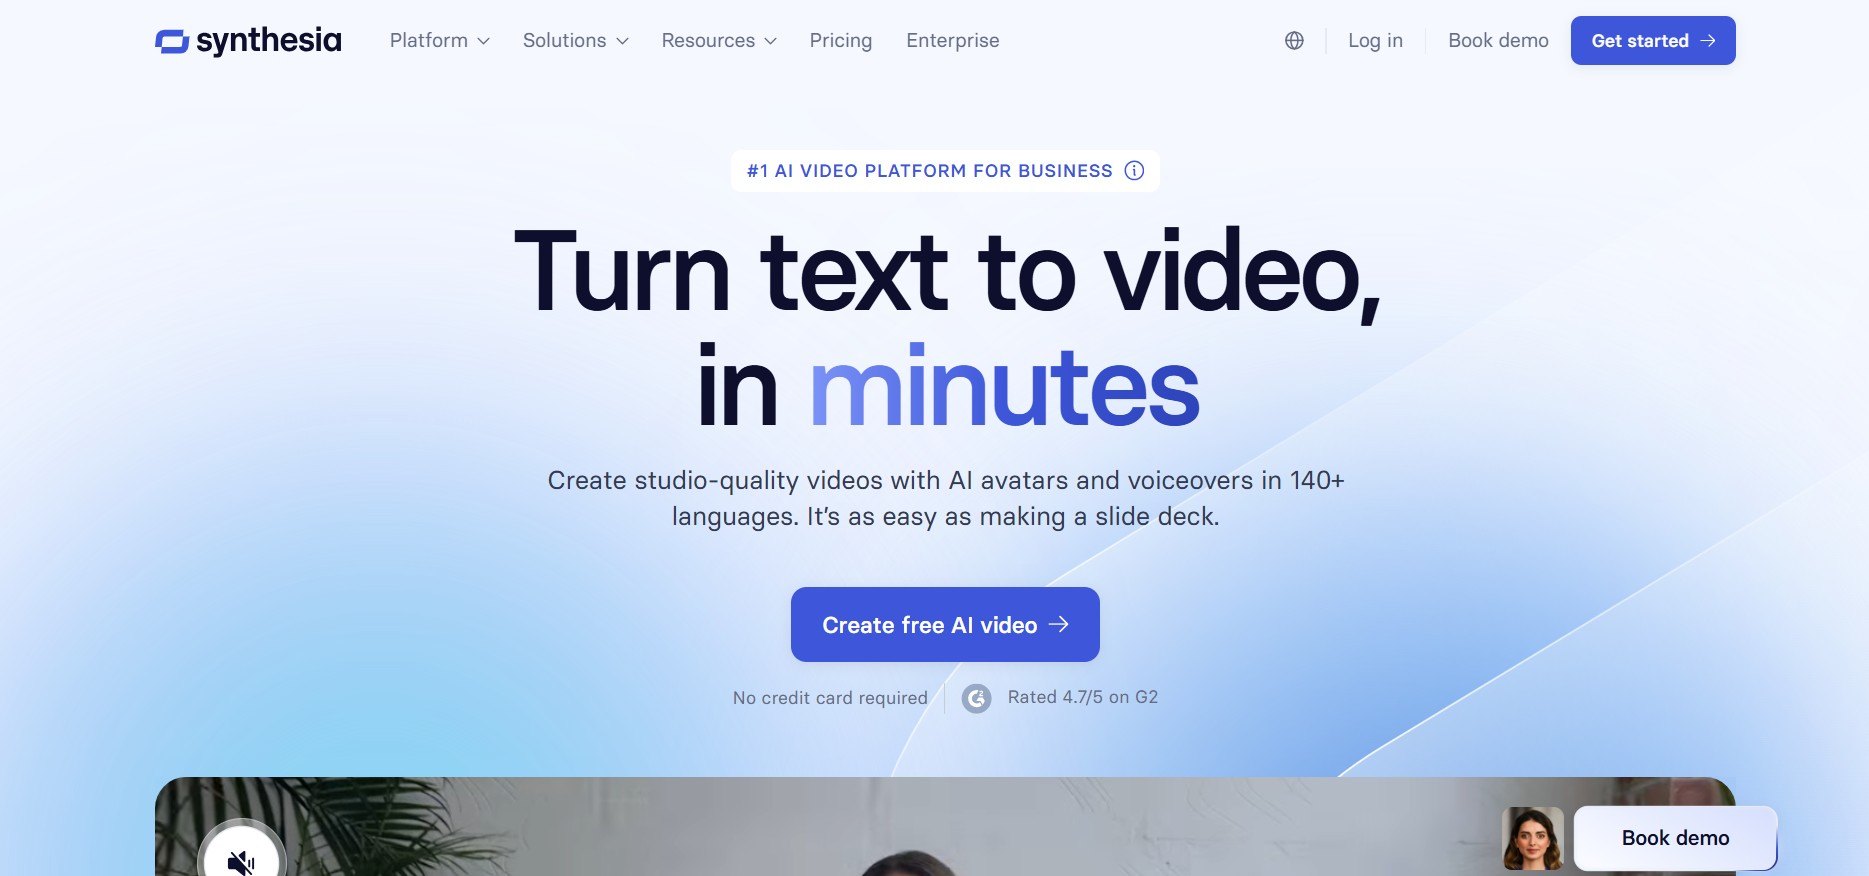 synthesia
Platform
Solutions
Resources
Pricing
Enterprise
Log in
Book demo
Get started
#1 AI VIDEO PLATFORM FOR BUSINESS
Turn text to video,
in minutes
Create studio-quality videos with AI avatars and voiceovers in 140+
languages. It’s as easy as making a slide deck.
Create free AI video
No credit card required
Rated 4.7/5 on G2
Book demo